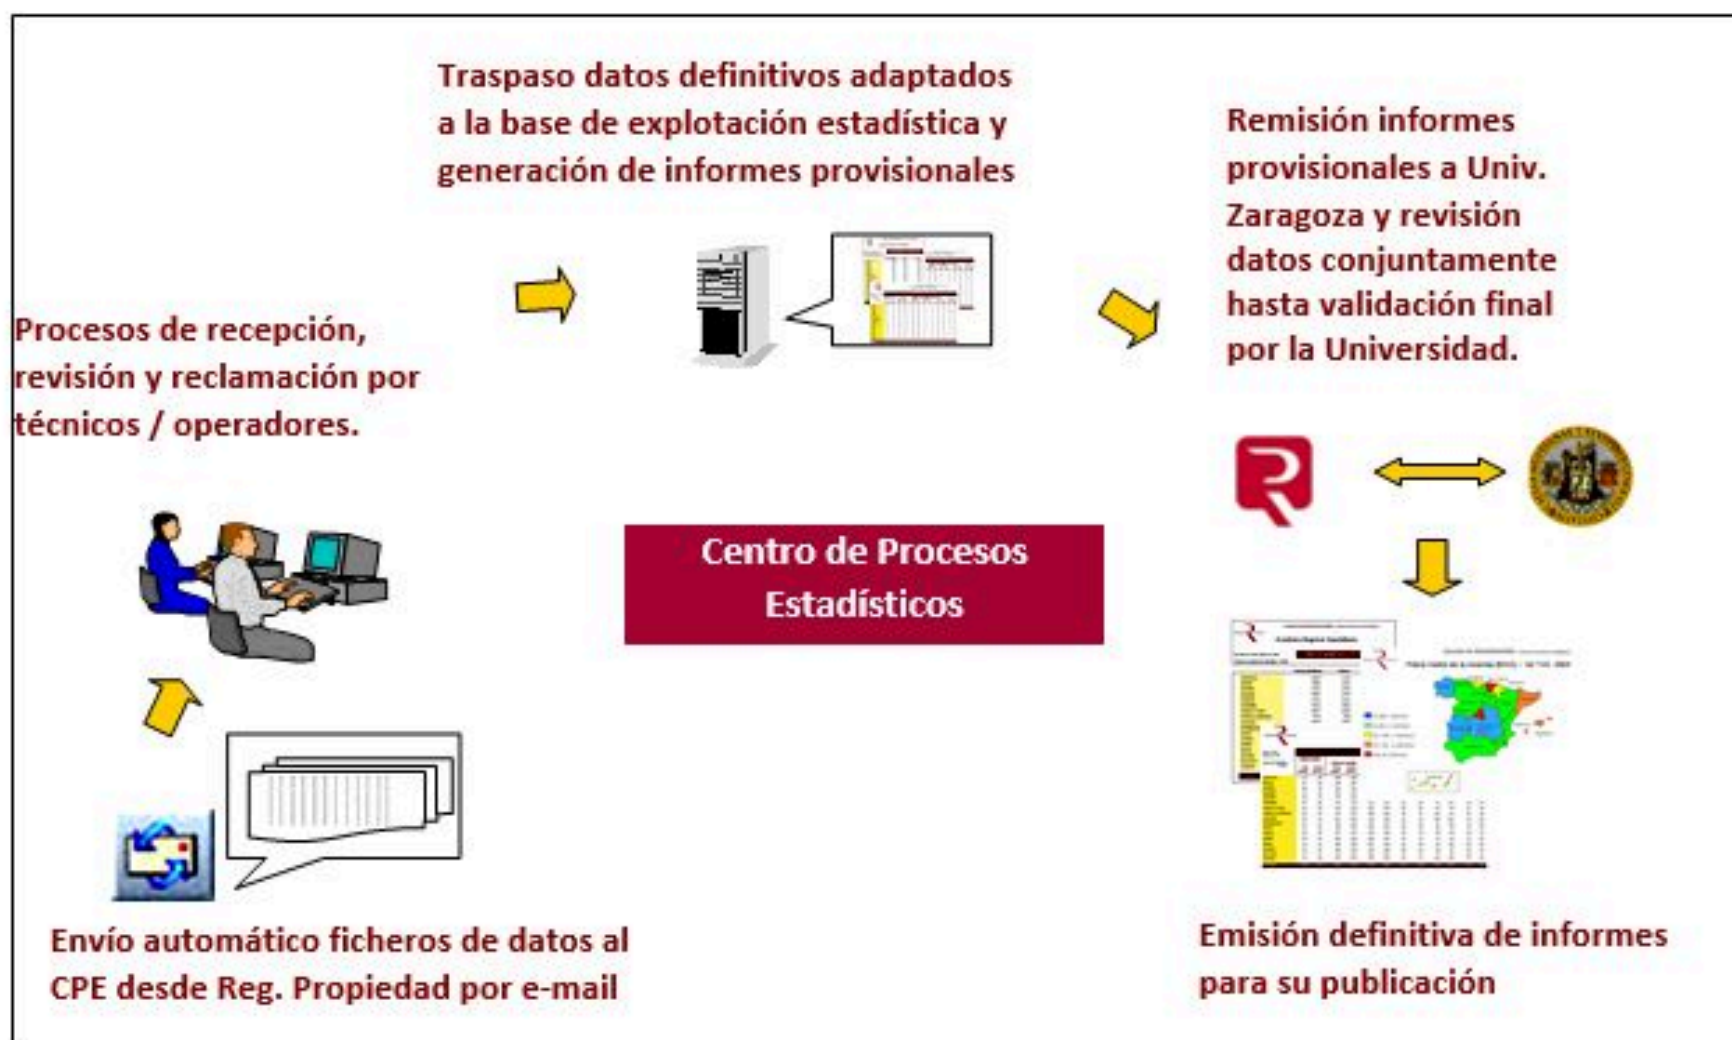 Traspaso datos definitivos adaptados
a la base de explotación estadística y
generación de informes provisionales
Remisión informes
provisionales a Univ.
Zaragoza y revisión
datos conjuntamente
hasta validación final
por la Universidad.
Procesos de recepción,
revisión y reclamación por
técnicos / operadores.
Centro de Procesos
Estadísticos
Envío automático ficheros de datos al
CPE desde Reg. Propiedad por e-mail
Emisión definitiva de informes
para su publicación